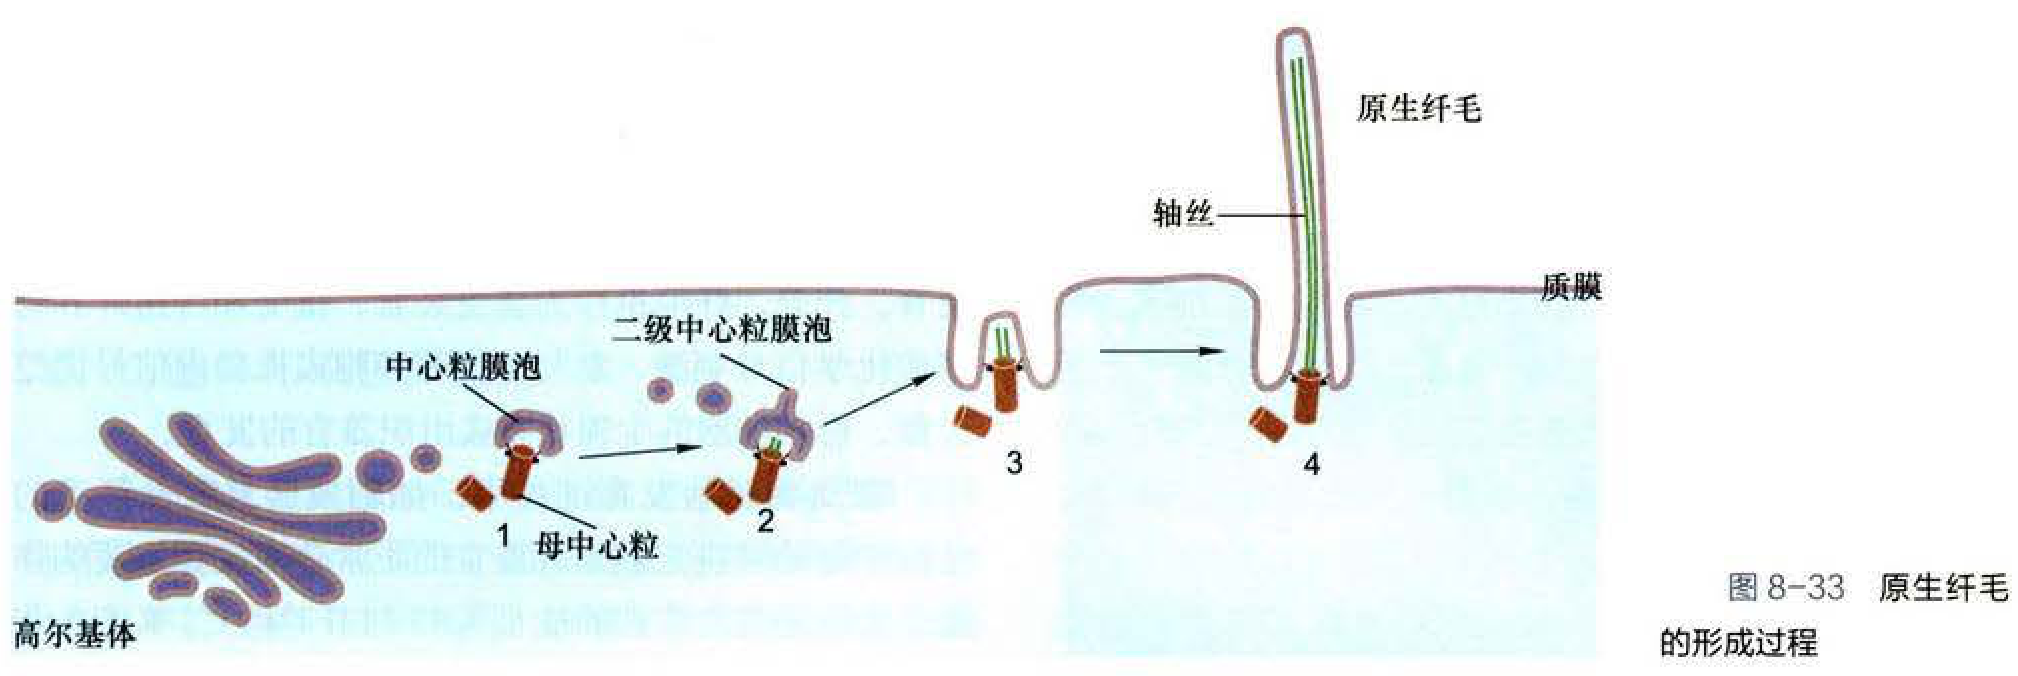 原生纤毛
轴丝
质膜
二级中心粒膜泡
中心粒膜泡
3
4
2
1
母中心粒
高尔基体
图 8-33 原生纤毛
的形成过程